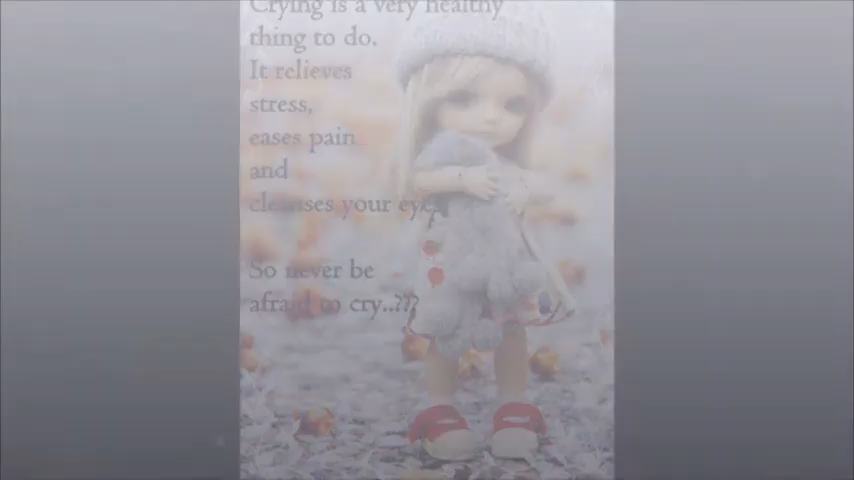 Crying is a very healthy
thing to do.
It relieves
stress,
eases pain
and
cleanses your eyes
So never be
afraid to cry..???